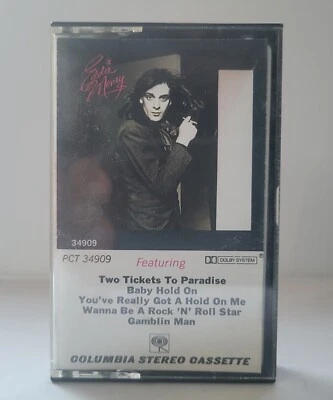 Eddie
Money
34909
PCT 34909
Featuring
DOLBY SYSTEM
Two Tickets To Paradise
Baby Hold On
You've Really Got A Hold On Me
Wanna Be A Rock 'N' Roll Star
Gamblin Man
COLUMBIA STEREO CASSETTE